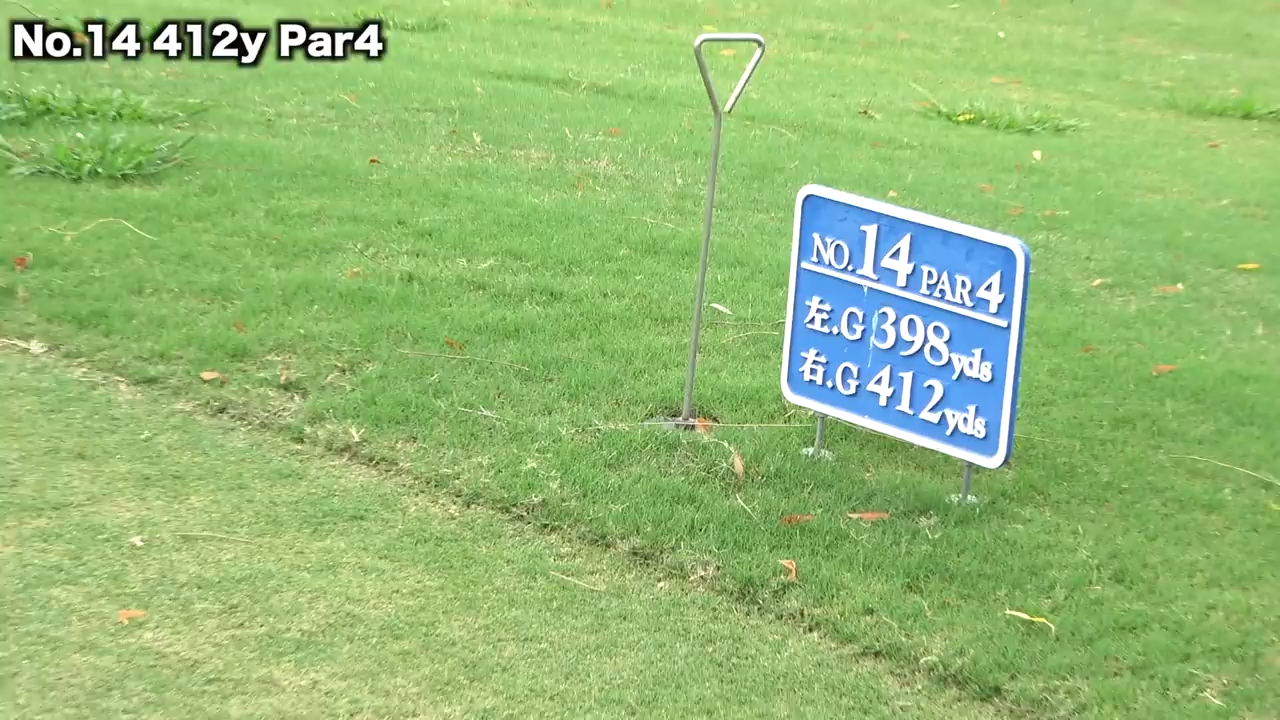 No.14 412y Par4
NO.14 PAR4
左.G 398yds
右.G 412yds